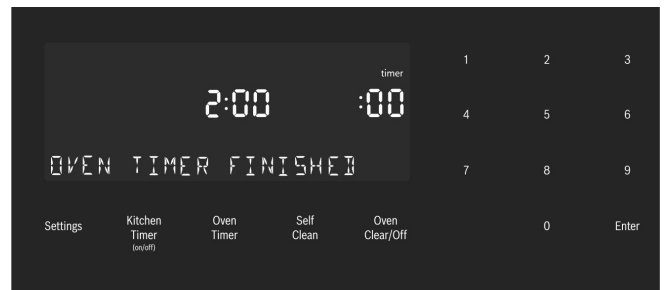 timer
2:00 :00
OVEN TIMER FINISHED
Settings
Kitchen
Timer
(on/off)
Oven
Timer
Self
Clean
Oven
Clear/Off
1 2 3
4 5 6
7 8 9
0 Enter